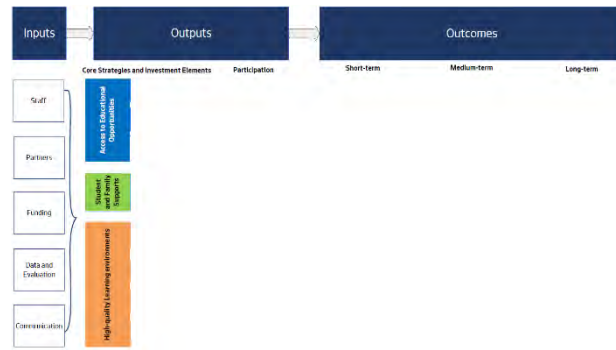 Inputs
Outputs
Outcomes
Core Strategies and Investment Elements
Participation
Short-term
Medium-term
Long-term
Staff
Partners
Funding
Data and
Evaluation
Communication
Access to Educational
Opportunities
Student
and Family
Supports
High-quality Learning environments